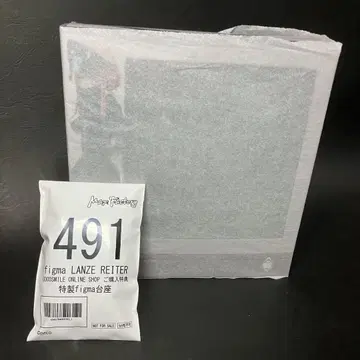 Max Factory
491
figma LANZE REITER
GOODSMILE ONLINE SHOP ご購入特典
特製figma台座
NOT FOR SALE